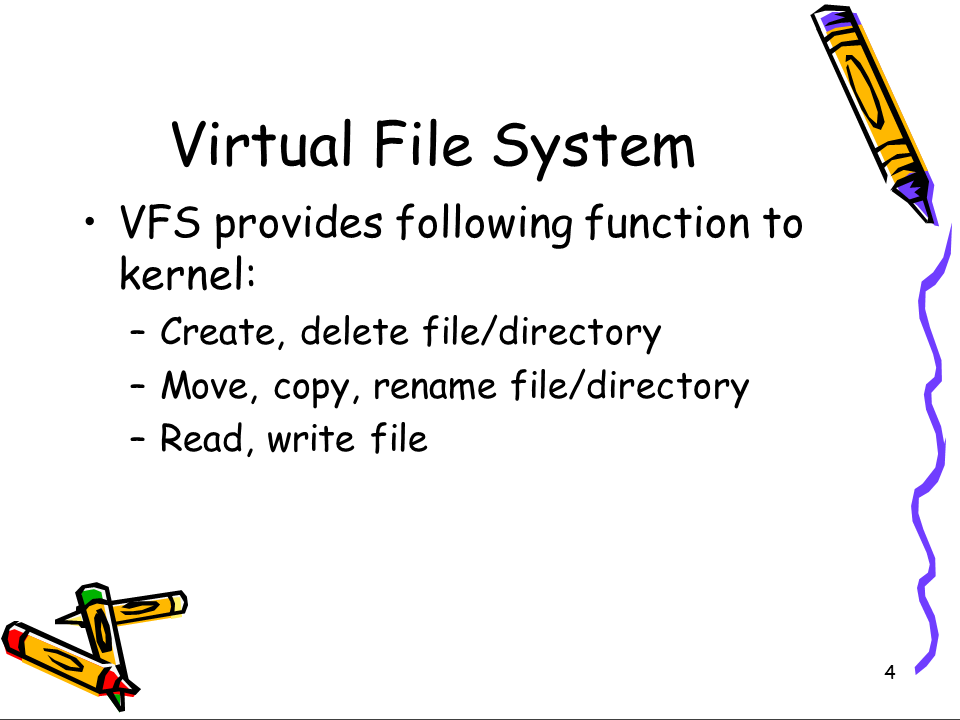 Virtual File System
• VFS provides following function to
kernel:
– Create, delete file/directory
– Move, copy, rename file/directory
– Read, write file
4